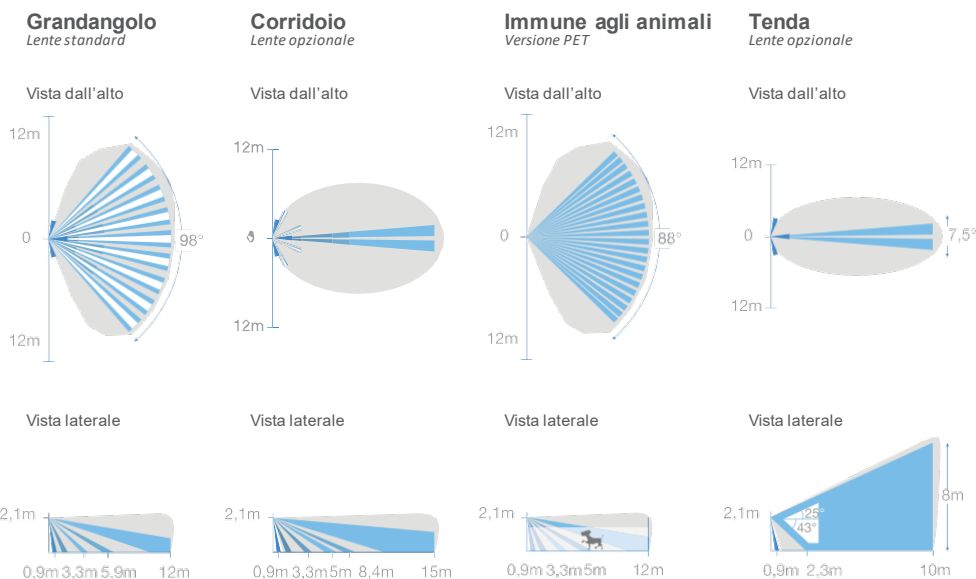 Grandangolo
Lente standard
Corridoio
Lente opzionale
Immune agli animali
Versione PET
Tenda
Lente opzionale
Vista dall'alto
Vista dall'alto
Vista dall'alto
Vista dall'alto
12m
0
12m
98°
12m
0
12m
12m
0
12m
88°
12m
0
12m
7,5°
Vista laterale
Vista laterale
Vista laterale
Vista laterale
2,1m
0,9m 3,3m 5,9m 12m
2,1m
0,9m 3,3m 5m 8,4m 15m
2,1m
0,9m 3,3m 5m 12m
2,1m
25°
43°
8m
0,9m 2,3m 10m